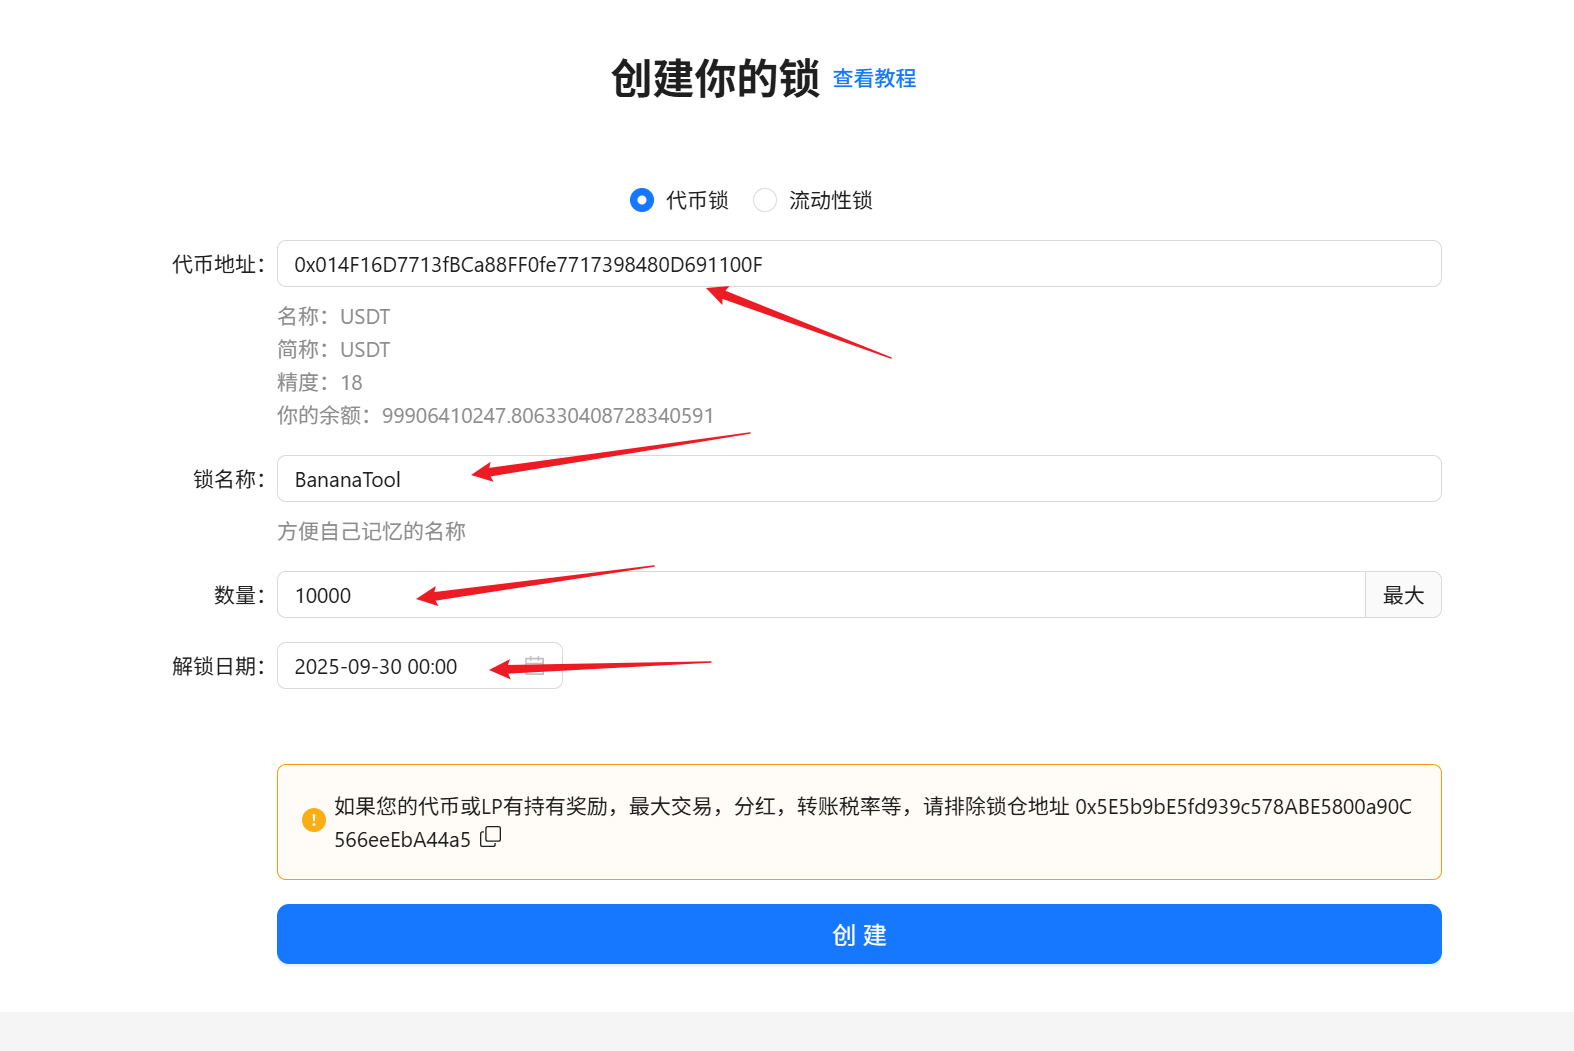 创建你的锁 查看教程
代币锁 流动性锁
代币地址： 0x014F16D7713fBCa88FF0fe7717398480D691100F
名称：USDT
简称：USDT
精度：18
你的余额：99906410247.806330408728340591
锁名称： BananaTool
方便自己记忆的名称
数量： 10000 最大
解锁日期： 2025-09-30 00:00
如果您的代币或LP有持有奖励，最大交易，分红，转账税率等，请排除锁仓地址 0x5E5b9bE5fd939c578ABE5800a90C
566eeEbA44a5
创 建